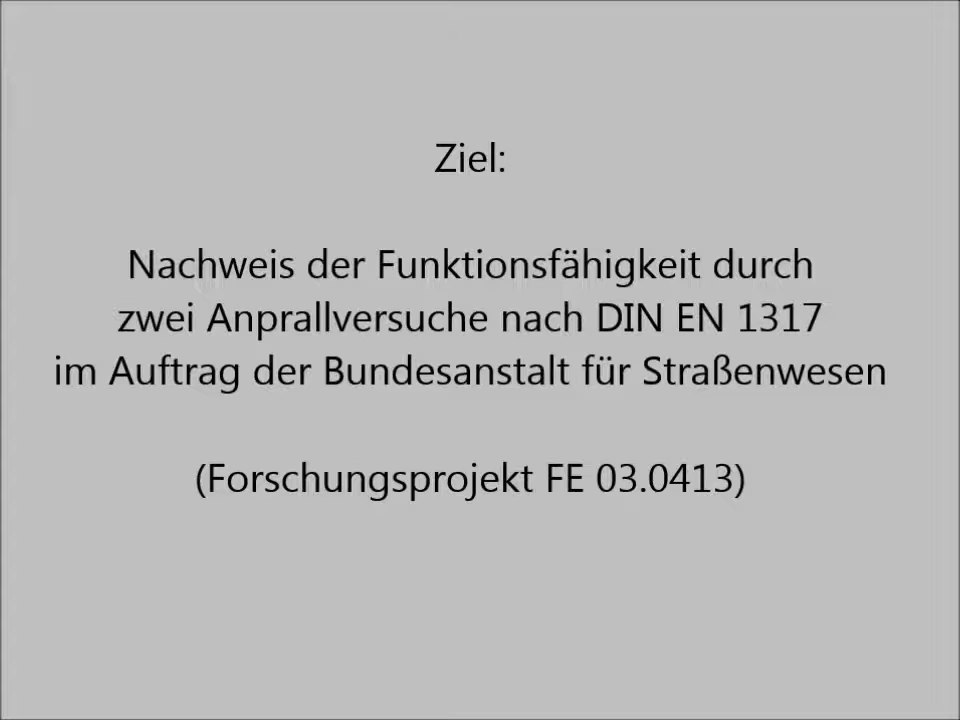 Ziel:
Nachweis der Funktionsfähigkeit durch
zwei Anprallversuche nach DIN EN 1317
im Auftrag der Bundesanstalt für Straßenwesen
(Forschungsprojekt FE 03.0413)